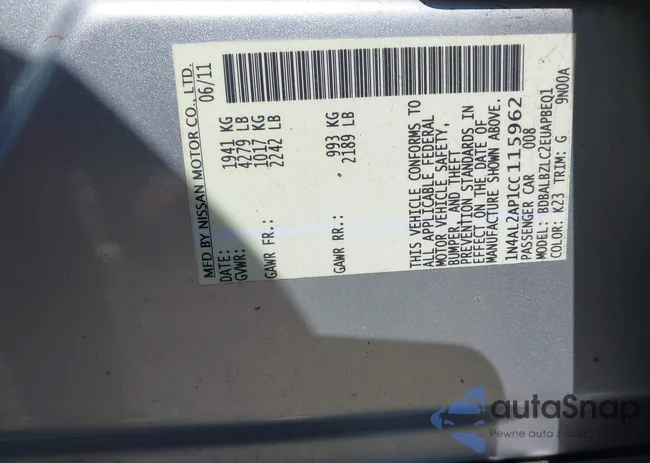 MFD BY NISSAN MOTOR CO., LTD.
DATE: 06/11
GVWR: 1941 KG
4279 LB
GAWR FR.: 1017 KG
2242 LB
GAWR RR.: 993 KG
2189 LB
THIS VEHICLE CONFORMS TO
ALL APPLICABLE FEDERAL
MOTOR VEHICLE SAFETY,
BUMPER, AND THEFT
PREVENTION STANDARDS IN
EFFECT ON THE DATE OF
MANUFACTURE SHOWN ABOVE.
1N4AL2AP1CC115962
PASSENGER CAR 008
MODEL: BDBALBZLC2EUAPBEQ1
COLOR: K23 TRIM: G 9N00A
autaSnap
Pewne auta z aukcji